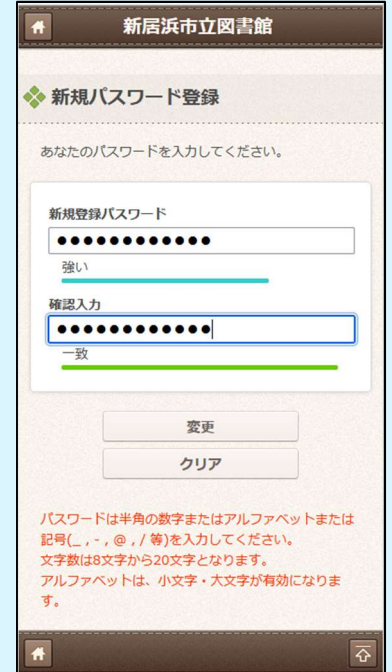 新居浜市立図書館
新規パスワード登録
あなたのパスワードを入力してください。
新規登録パスワード
●●●●●●●●●●●●
強い
確認入力
●●●●●●●●●●●●
一致
変更
クリア
パスワードは半角の数字またはアルファベットまたは
記号(_ , - , @ , / 等)を入力してください。
文字数は8文字から20文字となります。
アルファベットは、小文字・大文字が有効になりま
す。